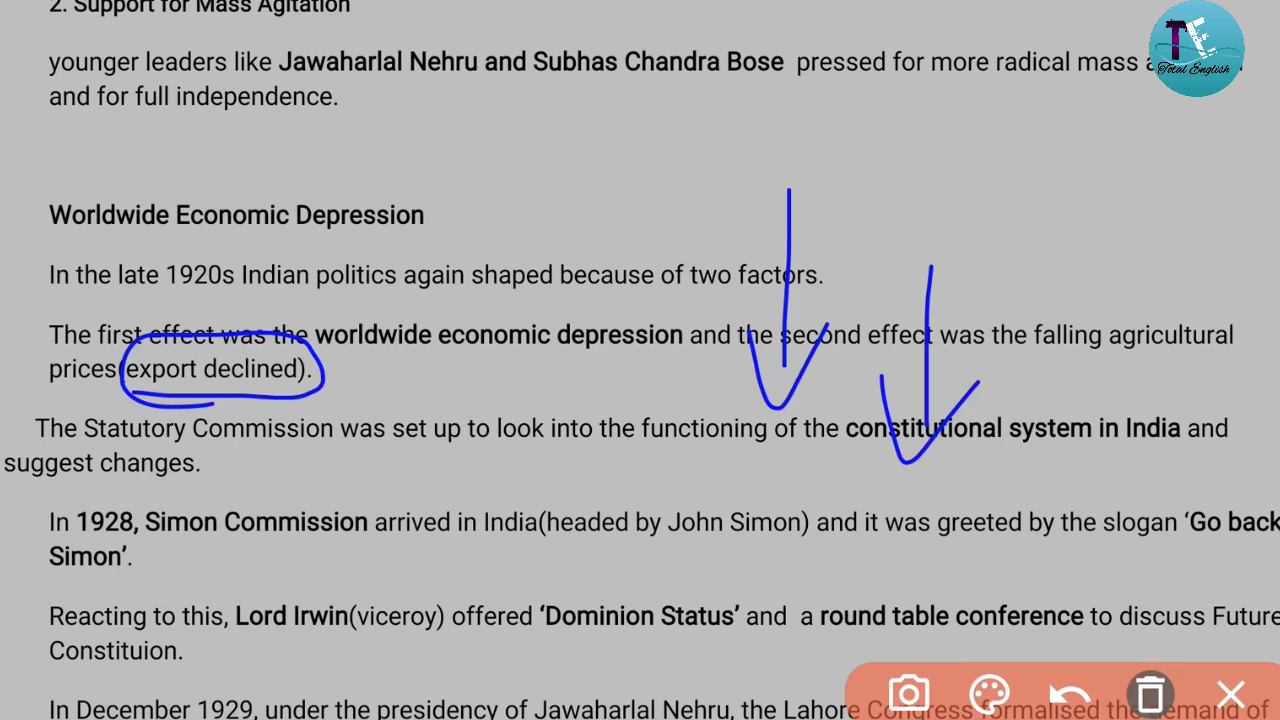 2. Support for Mass Agitation
younger leaders like Jawaharlal Nehru and Subhas Chandra Bose pressed for more radical mass
and for full independence.
Worldwide Economic Depression
In the late 1920s Indian politics again shaped because of two factors.
The first effect was the worldwide economic depression and the second effect was the falling agricultural
prices(export declined).
The Statutory Commission was set up to look into the functioning of the constitutional system in India and
suggest changes.
In 1928, Simon Commission arrived in India(headed by John Simon) and it was greeted by the slogan ‘Go back
Simon’.
Reacting to this, Lord Irwin(viceroy) offered ‘Dominion Status’ and a round table conference to discuss Future
Constituion.
In December 1929, under the presidency of Jawaharlal Nehru, the Lahore Congress formalised the demand of
TE
Total English